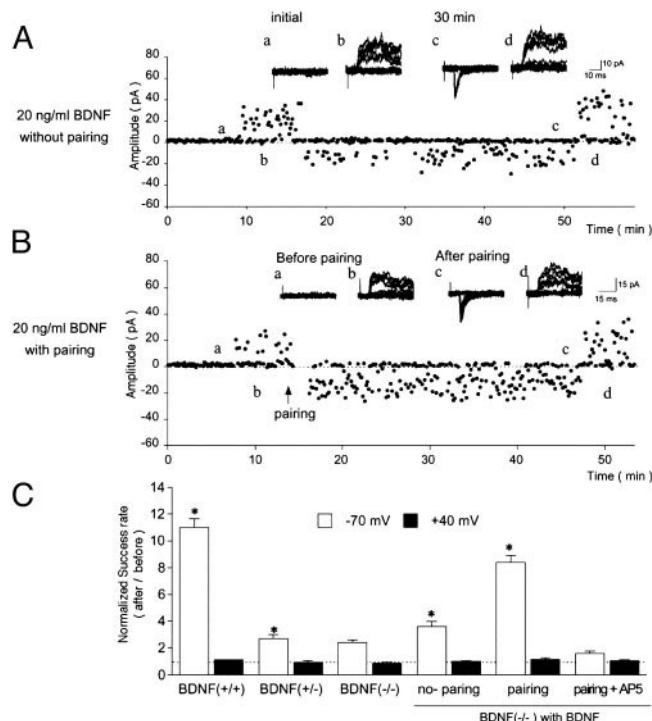 A
initial
30 min
a
b
c
d
10 pA
10 ms
20 ng/ml BDNF
without pairing
Amplitude ( pA )
80
60
40
20
0
-20
-40
-60
a
b
c
d
0
10
20
30
40
50
Time ( min )
B
Before pairing
After pairing
a
b
c
d
15 pA
15 ms
20 ng/ml BDNF
with pairing
Amplitude ( pA )
80
60
40
20
0
-20
-40
-60
a
b
pairing
c
d
0
10
20
30
40
50
Time ( min )
C
Normalized Success rate
( after / before )
14
12
10
8
6
4
2
0
-70 mV
+40 mV
*
*
*
*
BDNF(+/+)
BDNF(+/-)
BDNF(-/-)
no- paring
pairing
pairing + AP5
BDNF(-/-) with BDNF